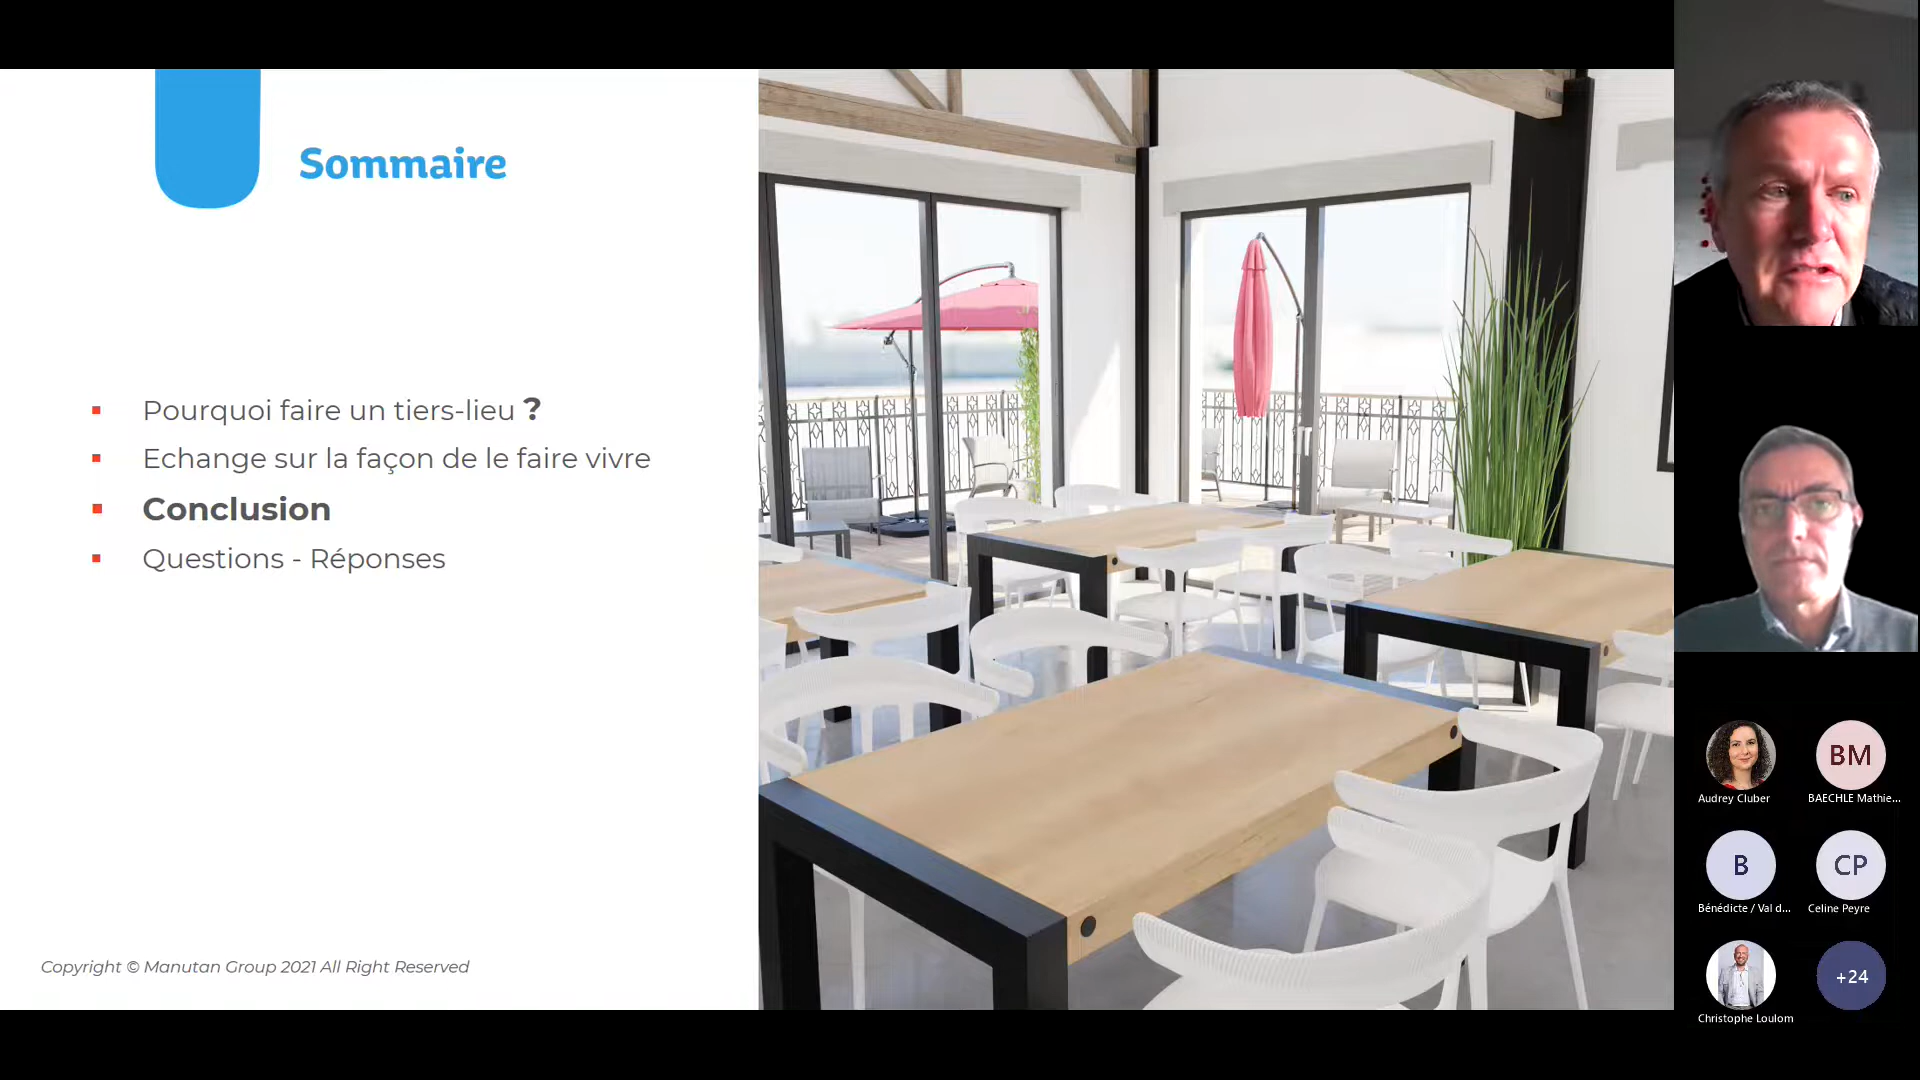 Sommaire
Pourquoi faire un tiers-lieu ?
Echange sur la façon de le faire vivre
Conclusion
Questions - Réponses
Copyright © Manutan Group 2021 All Right Reserved
Audrey Cluber
BM
BAECHLE Mathie...
B
Bénédicte / Val d...
CP
Celine Peyre
Christophe Loulom
+24